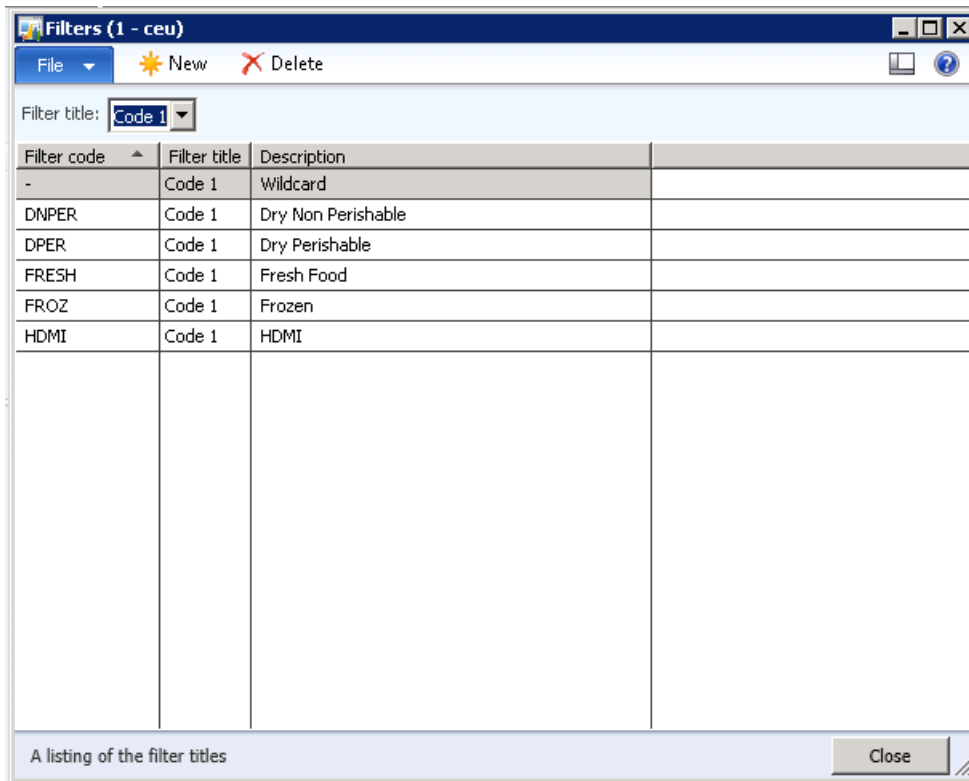 Filters (1 - ceu)
File New Delete
Filter title: Code 1
Filter code Filter title Description
- Code 1 Wildcard
DNPER Code 1 Dry Non Perishable
DPER Code 1 Dry Perishable
FRESH Code 1 Fresh Food
FROZ Code 1 Frozen
HDMI Code 1 HDMI
A listing of the filter titles Close